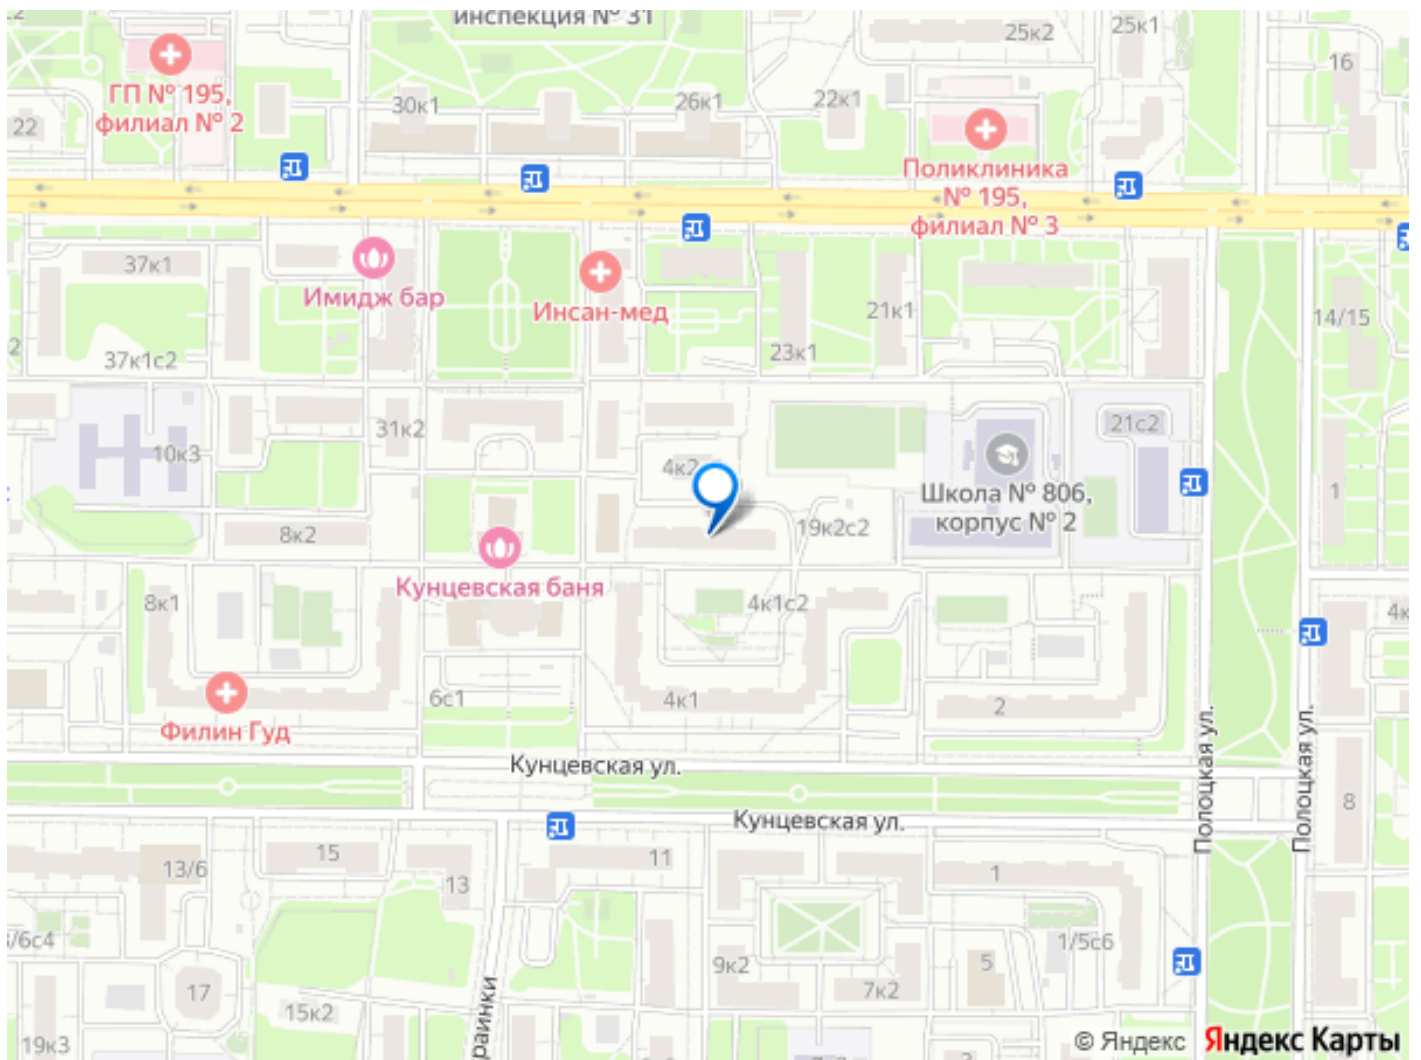 инспекция № 31
25к2
25к1
16
ГП № 195,
филиал № 2
22
30к1
26к1
22к1
Поликлиника
№ 195,
филиал № 3
37к1
Имидж бар
Инсан-мед
21к1
14/15
2
37к1с2
23к1
31к2
21с2
10к3
4к2
Школа № 806,
корпус № 2
1
8к2
19к2с2
Кунцевская баня
8к1
4к1с2
4к
6с1
4к1
2
Филин Гуд
Кунцевская ул.
Полоцкая ул.
Полоцкая ул.
8
Кунцевская ул.
13/6
15
13
11
1
/6с4
1/5с6
9к2
5
7к2
17
15к2
раинки
19к3
© Яндекс Яндекс Карты